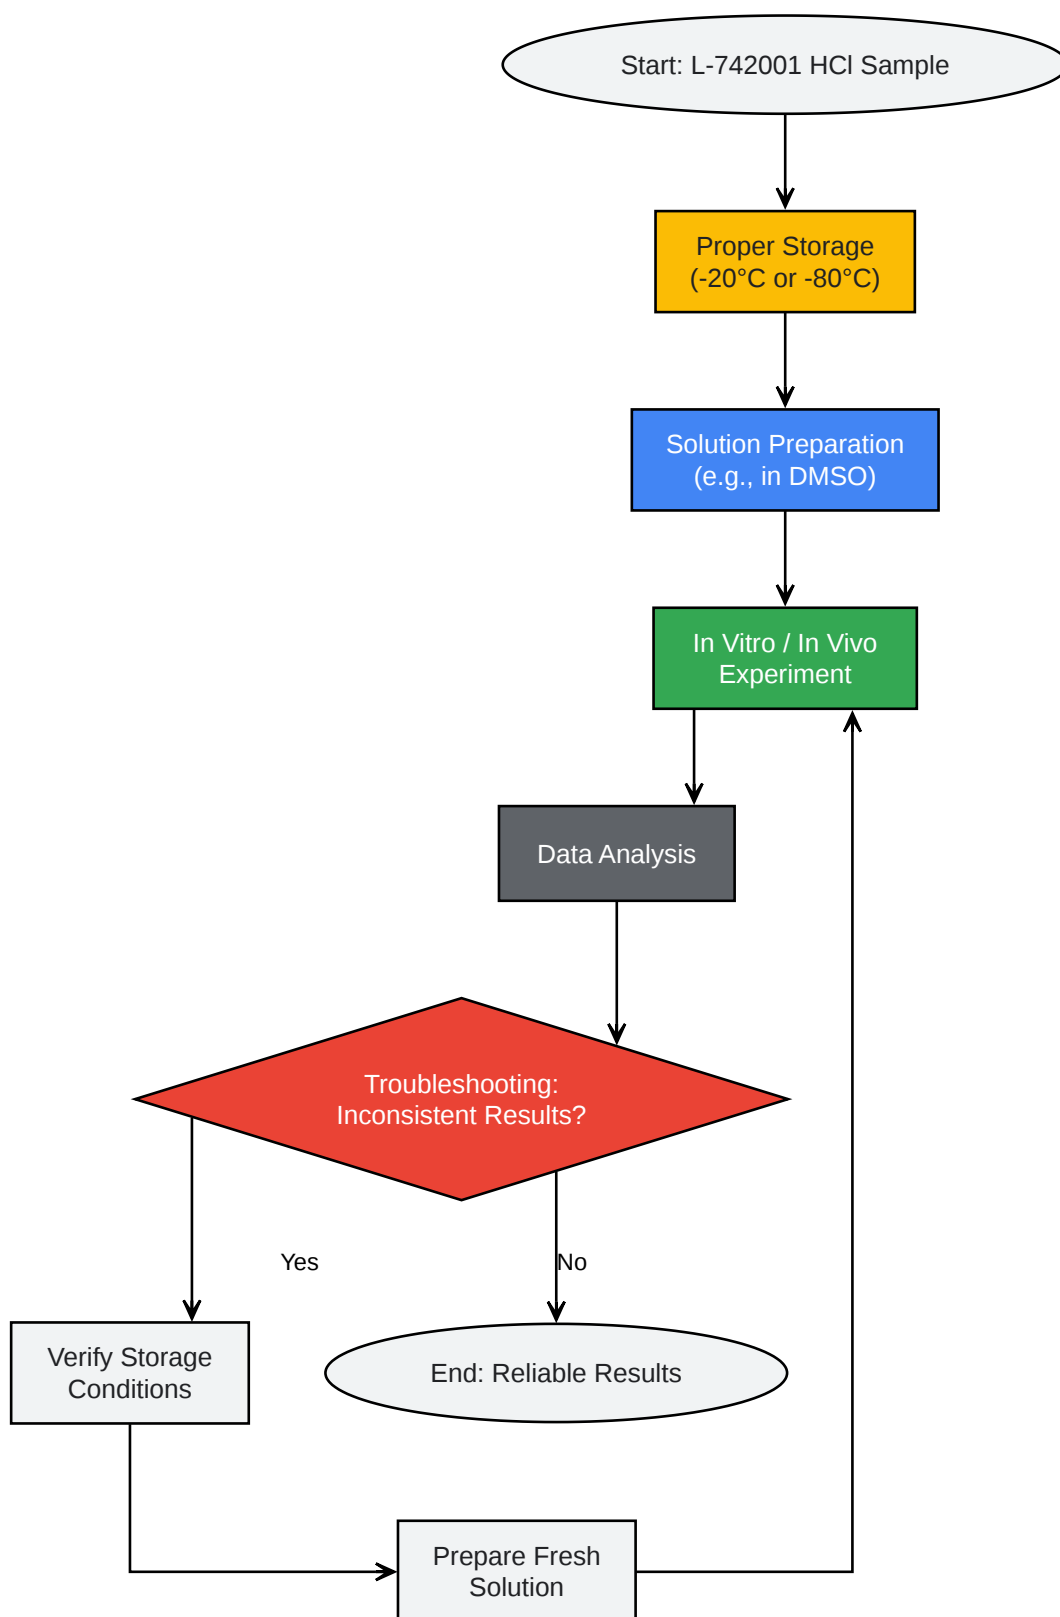 Start: L-742001 HCl Sample
Proper Storage
(-20°C or -80°C)
Solution Preparation
(e.g., in DMSO)
In Vitro / In Vivo
Experiment
Data Analysis
Troubleshooting:
Inconsistent Results?
Yes
No
Verify Storage
Conditions
End: Reliable Results
Prepare Fresh
Solution